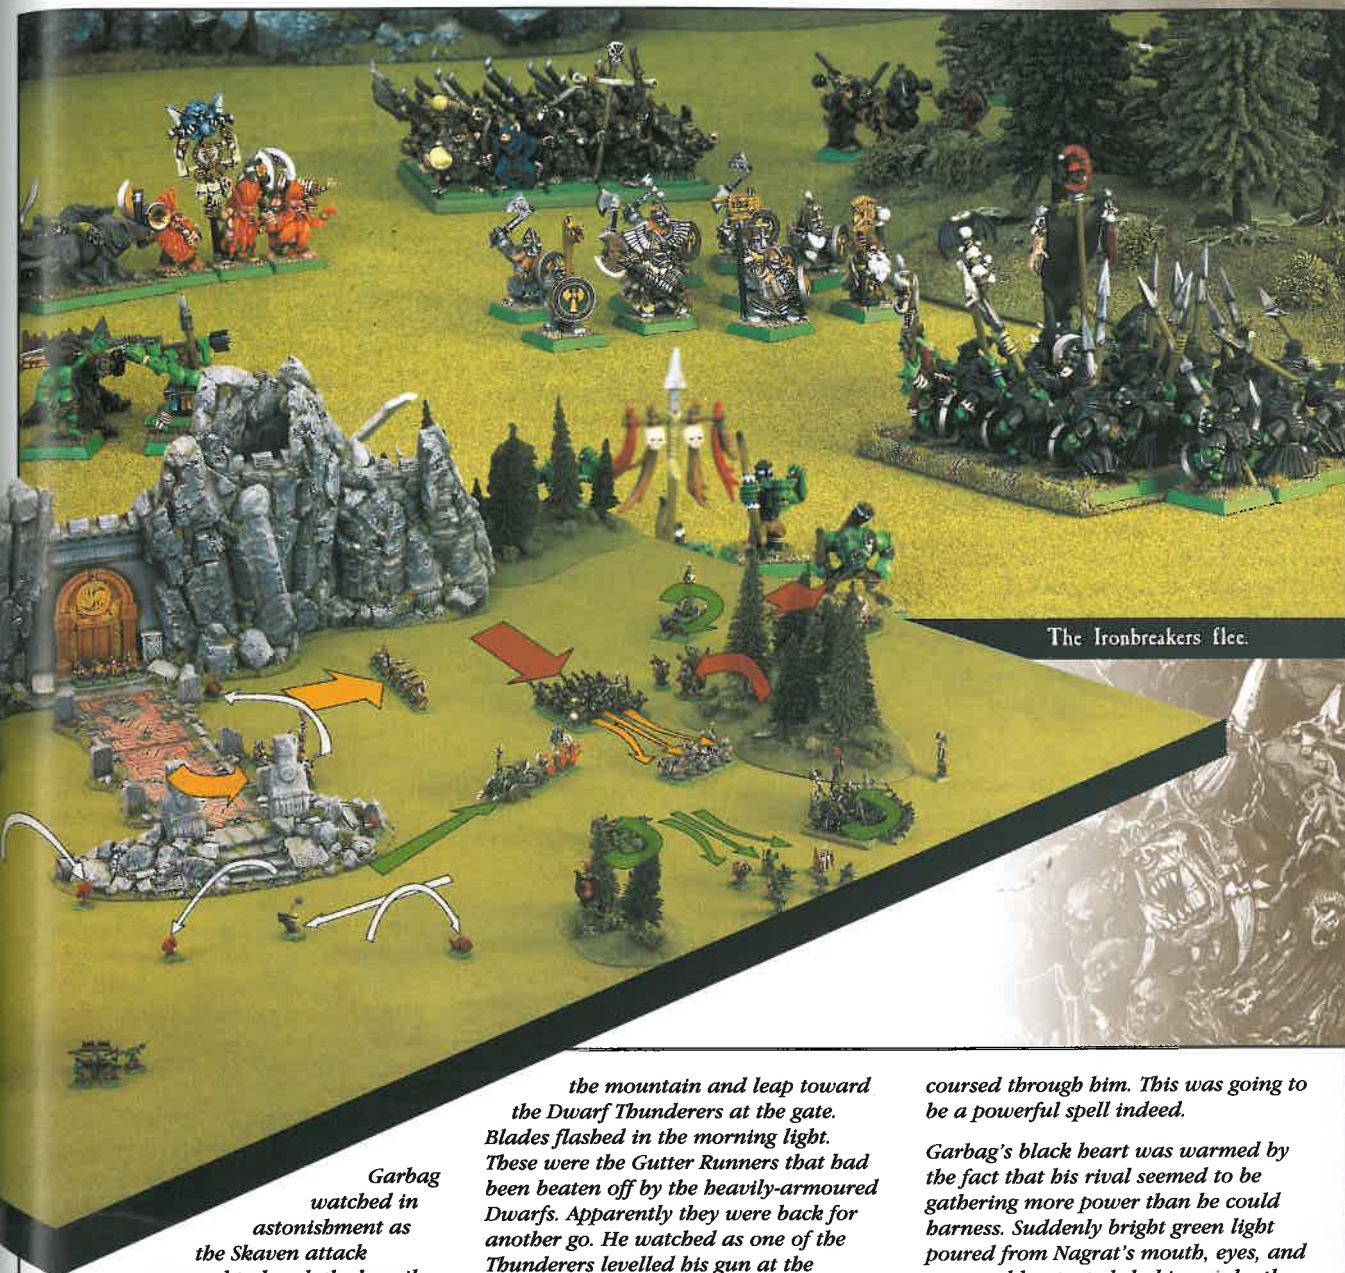 The Ironbreakers flee.
Garbag
watched in
astonishment as
the Skaven attack
the mountain and leap toward
the Dwarf Thunderers at the gate.
Blades flashed in the morning light.
These were the Gutter Runners that had
been beaten off by the heavily-armoured
Dwarfs. Apparently they were back for
another go. He watched as one of the
Thunderers levelled his gun at the
coursed through him. This was going to
be a powerful spell indeed.
Garbag's black heart was warmed by
the fact that his rival seemed to be
gathering more power than he could
harness. Suddenly bright green light
poured from Nagrat's mouth, eyes, and